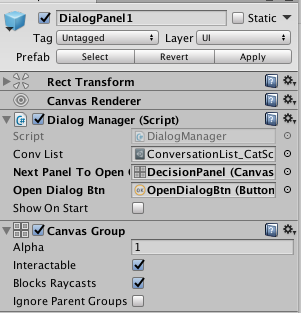 DialogPanel1
Static
Tag Untagged Layer UI
Prefab Select Revert Apply
Rect Transform
Canvas Renderer
Dialog Manager (Script)
Script DialogManager
Conv List ConversationList_CatSc
Next Panel To Open DecisionPanel (Canvas
Open Dialog Btn OK OpenDialogBtn (Button
Show On Start
Canvas Group
Alpha 1
Interactable
Blocks Raycasts
Ignore Parent Groups